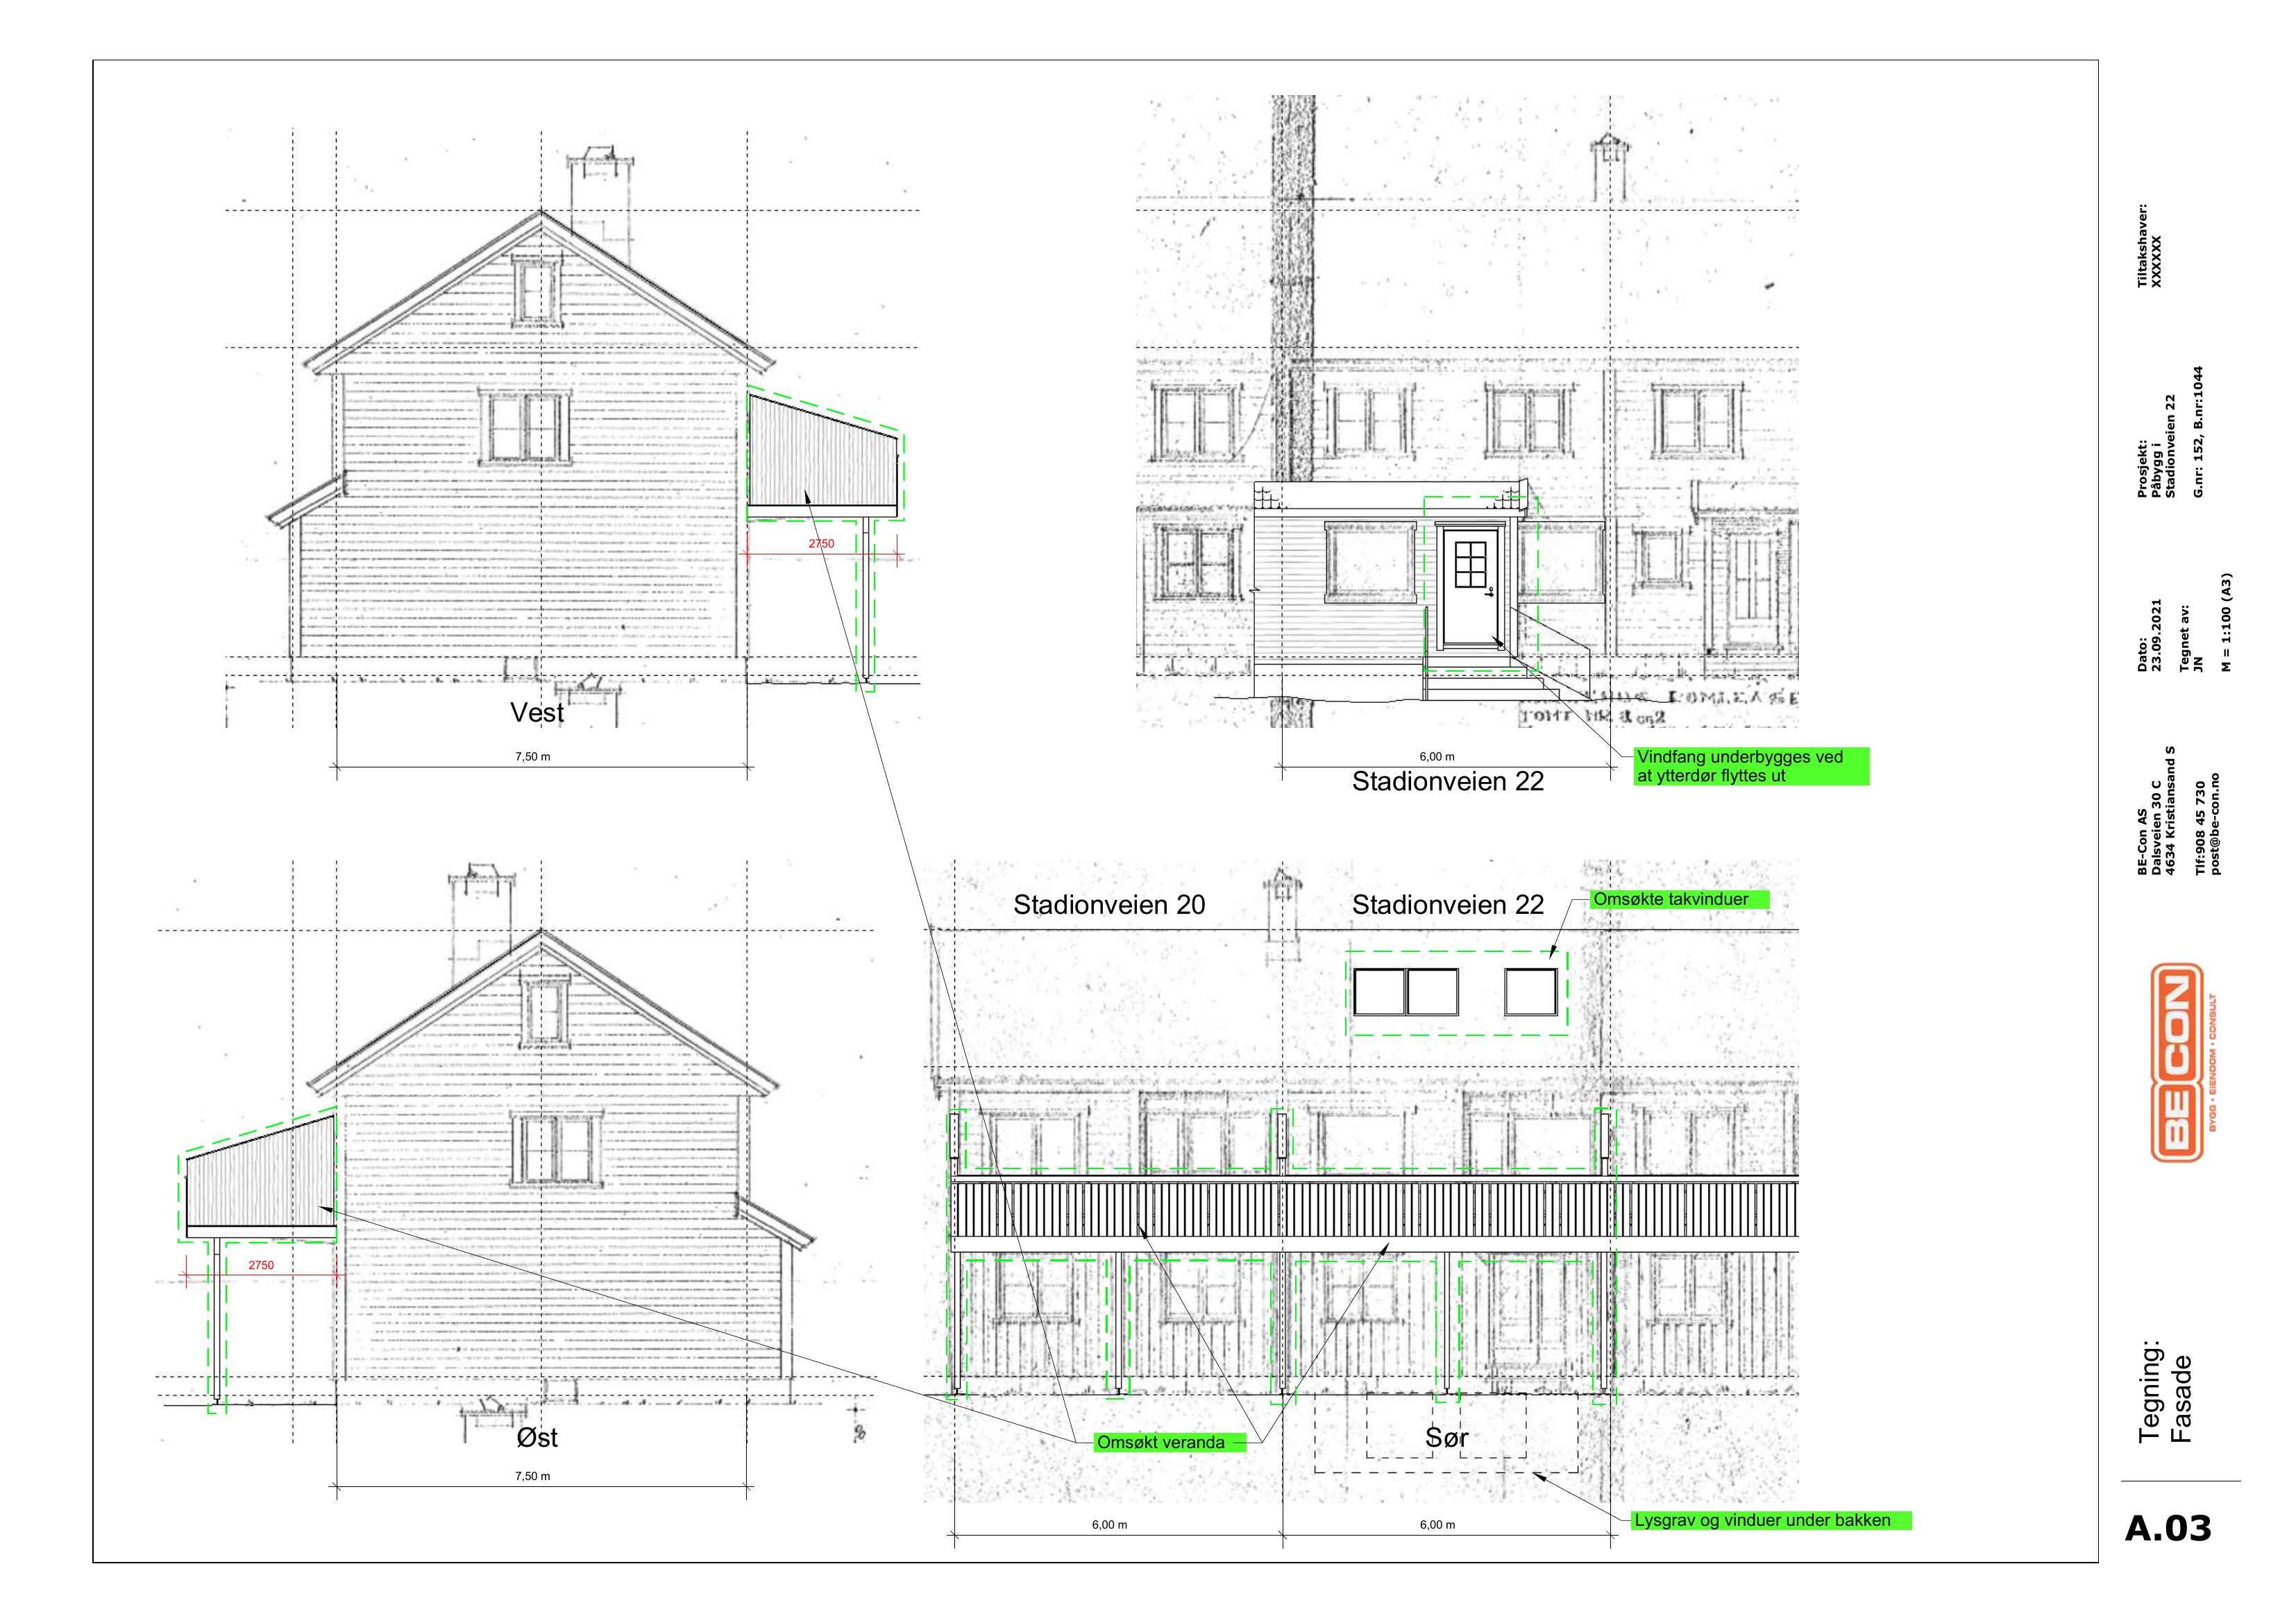 2750
Vest
7,50 m
TOMT NR 8 og2
6,00 m
Stadionveien 22
Vindfang underbygges ved
at ytterdør flyttes ut
Stadionveien 20
Stadionveien 22
Omsøkte takvinduer
2750
Øst
7,50 m
Omsøkt veranda
Sør
Lysgrav og vinduer under bakken
6,00 m
6,00 m
Tiltakshaver:
XXXXXX
Prosjekt:
Påbygg i
Stadionveien 22
G.nr: 152, B.nr:1044
Dato:
23.09.2021
Tegnet av:
JN
M = 1:100 (A3)
BE-Con AS
Dalsveien 30 C
4634 Kristiansand S
Tlf:908 45 730
post@be-con.no
BE CON
BYGG • EIENDOM • CONSULT
Tegning:
Fasade
A.03